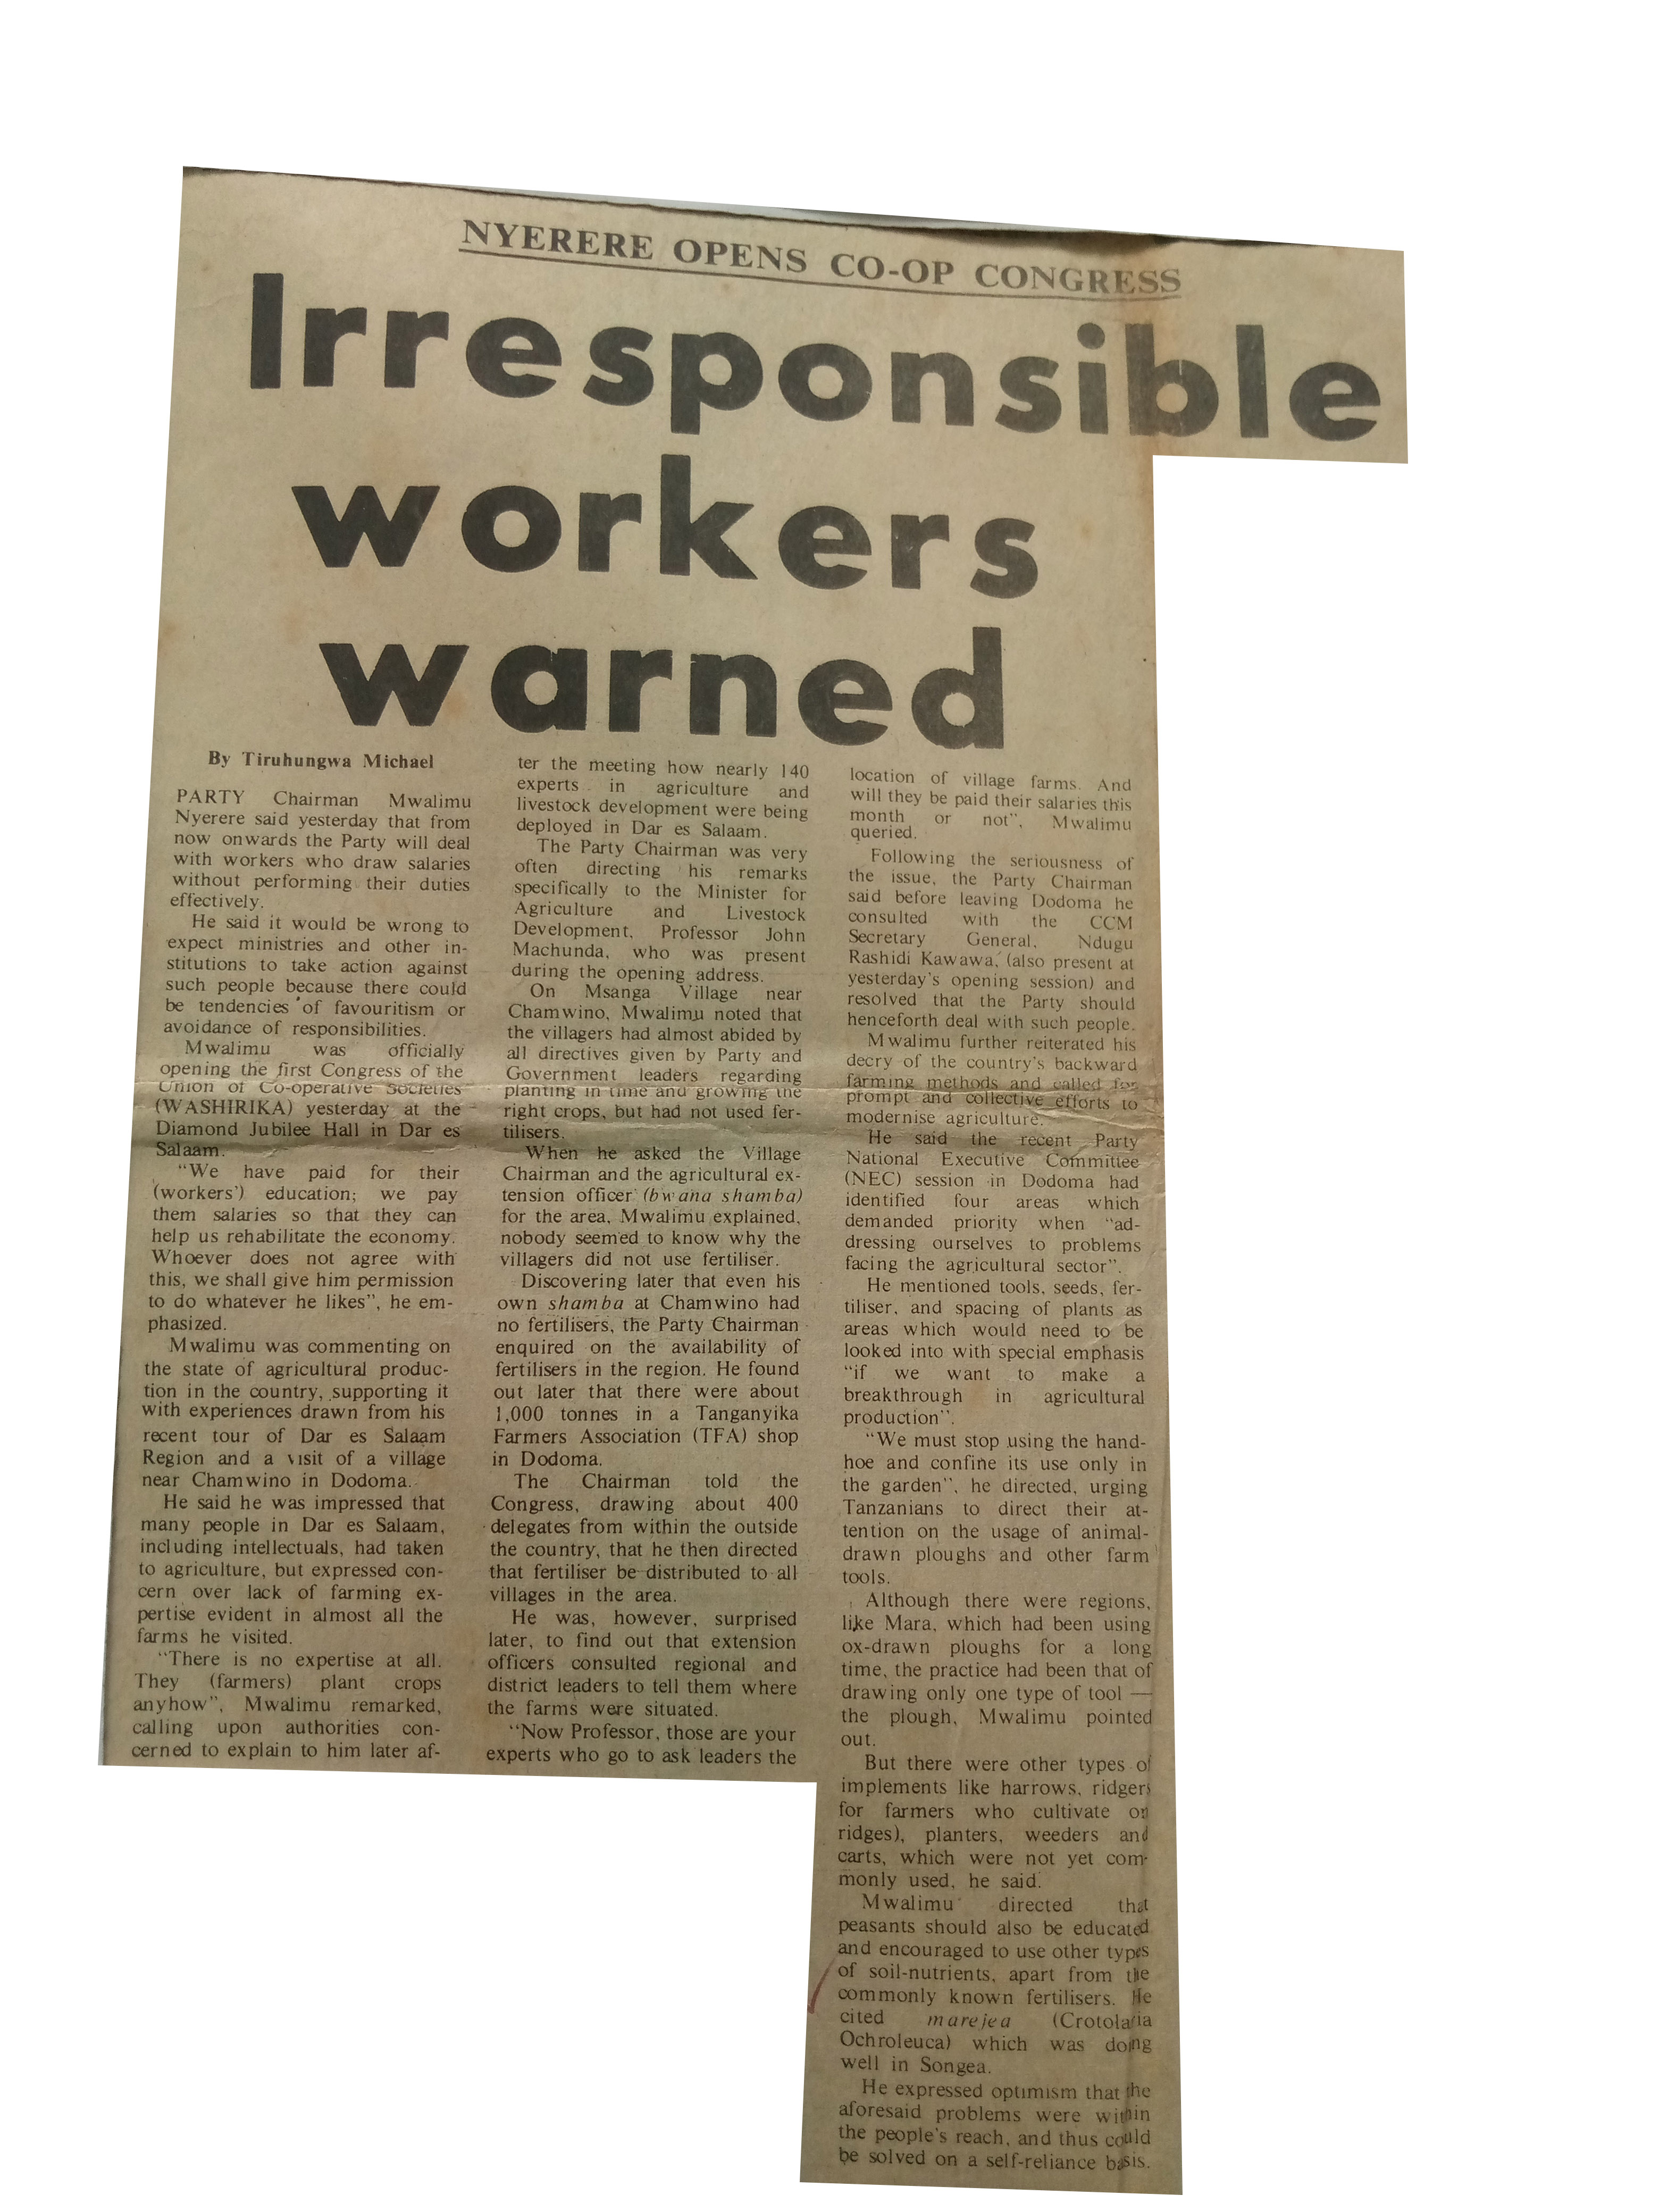 NYERERE OPENS CO-OP CONGRESS
Irresponsible
workers
warned
By Tiruhungwa Michael
PARTY Chairman Mwalimu
Nyerere said yesterday that from
now onwards the Party will deal
with workers who draw salaries
without performing their duties
effectively.
He said it would be wrong to
expect ministries and other in-
stitutions to take action against
such people because there could
be tendencies of favouritism or
avoidance of responsibilities.
Mwalimu was officially
opening the first Congress of the
Union of Co-operative Societies
(WASHIRIKA) yesterday at the
Diamond Jubilee Hall in Dar es
Salaam.
"We have paid for their
(workers') education; we pay
them salaries so that they can
help us rehabilitate the economy.
Whoever does not agree with
this, we shall give him permission
to do whatever he likes", he em-
phasized.
Mwalimu was commenting on
the state of agricultural produc-
tion in the country, supporting it
with experiences drawn from his
recent tour of Dar es Salaam
Region and a visit of a village
near Chamwino in Dodoma.
He said he was impressed that
many people in Dar es Salaam,
including intellectuals, had taken
to agriculture, but expressed con-
cern over lack of farming ex-
pertise evident in almost all the
farms he visited.
"There is no expertise at all.
They (farmers) plant crops
anyhow", Mwalimu remarked,
calling upon authorities con-
cerned to explain to him later af-
ter the meeting how nearly 140
experts in agriculture and
livestock development were being
deployed in Dar es Salaam.
The Party Chairman was very
often directing his remarks
specifically to the Minister for
Agriculture and Livestock
Development, Professor John
Machunda, who was present
during the opening address.
On Msanga Village near
Chamwino, Mwalimu noted that
the villagers had almost abided by
all directives given by Party and
Government leaders regarding
planting in time and growing the
right crops, but had not used fer-
tilisers.
When he asked the Village
Chairman and the agricultural ex-
tension officer (bwana shamba)
for the area, Mwalimu explained,
nobody seemed to know why the
villagers did not use fertiliser.
Discovering later that even his
own shamba at Chamwino had
no fertilisers, the Party Chairman
enquired on the availability of
fertilisers in the region. He found
out later that there were about
1,000 tonnes in a Tanganyika
Farmers Association (TFA) shop
in Dodoma.
The Chairman told the
Congress, drawing about 400
delegates from within the outside
the country, that he then directed
that fertiliser be distributed to all
villages in the area.
He was, however, surprised
later, to find out that extension
officers consulted regional and
district leaders to tell them where
the farms were situated.
"Now Professor, those are your
experts who go to ask leaders the
location of village farms. And
will they be paid their salaries this
month or not", Mwalimu
queried.
Following the seriousness of
the issue, the Party Chairman
said before leaving Dodoma he
consulted with the CCM
Secretary General, Ndugu
Rashidi Kawawa, (also present at
yesterday's opening session) and
resolved that the Party should
henceforth deal with such people.
Mwalimu further reiterated his
decry of the country's backward
farming methods and called for
prompt and collective efforts to
modernise agriculture.
He said the recent Party
National Executive Committee
(NEC) session in Dodoma had
identified four areas which
demanded priority when "ad-
dressing ourselves to problems
facing the agricultural sector".
He mentioned tools, seeds, fer-
tiliser, and spacing of plants as
areas which would need to be
looked into with special emphasis
"if we want to make a
breakthrough in agricultural
production".
"We must stop using the hand-
hoe and confine its use only in
the garden", he directed, urging
Tanzanians to direct their at-
tention on the usage of animal-
drawn ploughs and other farm
tools.
Although there were regions,
like Mara, which had been using
ox-drawn ploughs for a long
time, the practice had been that of
drawing only one type of tool —
the plough, Mwalimu pointed
out.
But there were other types of
implements like harrows, ridgers
for farmers who cultivate on
ridges), planters, weeders and
carts, which were not yet com-
monly used, he said.
Mwalimu directed that
peasants should also be educated
and encouraged to use other types
of soil-nutrients, apart from the
commonly known fertilisers. He
cited marejea (Crotolaria
Ochroleuca) which was doing
well in Songea.
He expressed optimism that the
aforesaid problems were within
the people's reach, and thus could
be solved on a self-reliance basis.